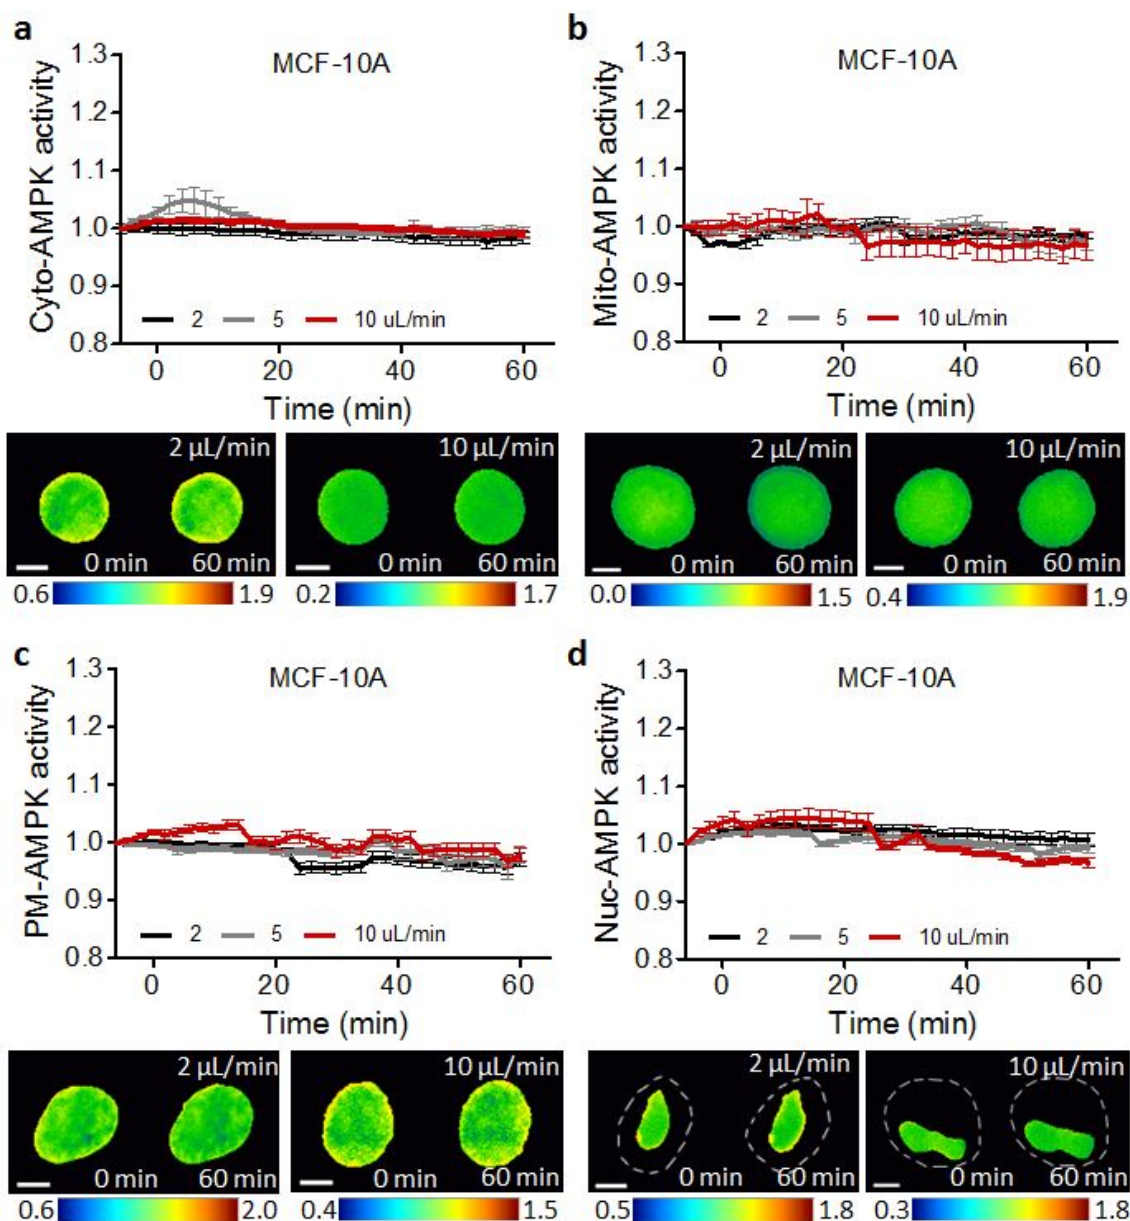 a
MCF-10A
Cyto-AMPK activity
1.3
1.2
1.1
1.0
0.9
0.8
2 5 10 uL/min
0 20 40 60
Time (min)
2 µL/min
0 min 60 min
0.6 1.9
10 µL/min
0 min 60 min
0.2 1.7
b
MCF-10A
Mito-AMPK activity
1.3
1.2
1.1
1.0
0.9
0.8
2 5 10 uL/min
0 20 40 60
Time (min)
2 µL/min
0 min 60 min
0.0 1.5
10 µL/min
0 min 60 min
0.4 1.9
c
MCF-10A
PM-AMPK activity
1.3
1.2
1.1
1.0
0.9
0.8
2 5 10 uL/min
0 20 40 60
Time (min)
2 µL/min
0 min 60 min
0.6 2.0
10 µL/min
0 min 60 min
0.4 1.5
d
MCF-10A
Nuc-AMPK activity
1.3
1.2
1.1
1.0
0.9
0.8
2 5 10 uL/min
0 20 40 60
Time (min)
2 µL/min
0 min 60 min
0.5 1.8
10 µL/min
0 min 60 min
0.3 1.8